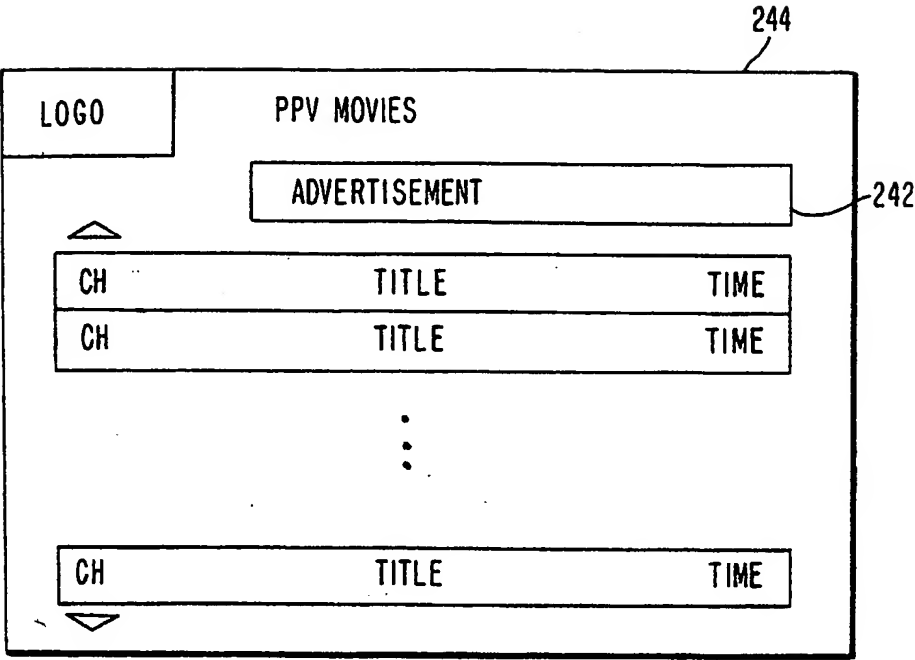 244
LOGO
PPV MOVIES
ADVERTISEMENT
242
CH TITLE TIME
CH TITLE TIME
CH TITLE TIME